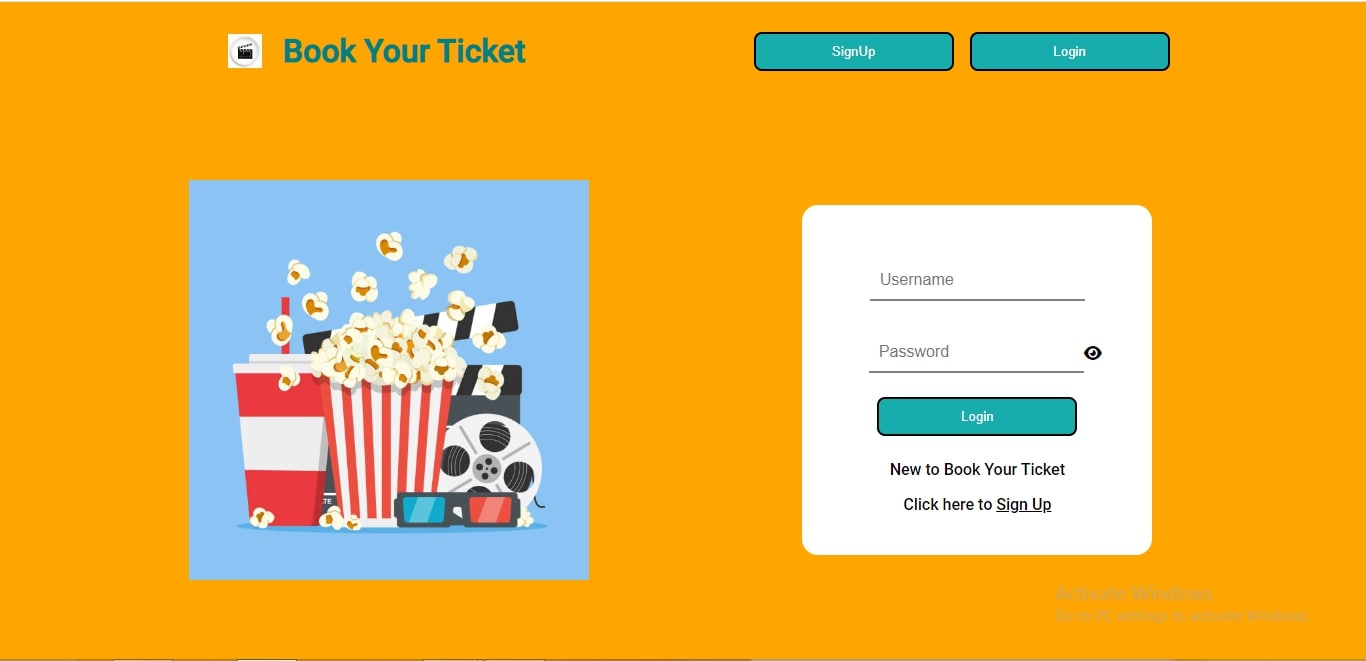 Book Your Ticket
SignUp
Login
Username
Password
Login
New to Book Your Ticket
Click here to Sign Up
TE
Activate Windows
Go to PC settings to activate Windows.